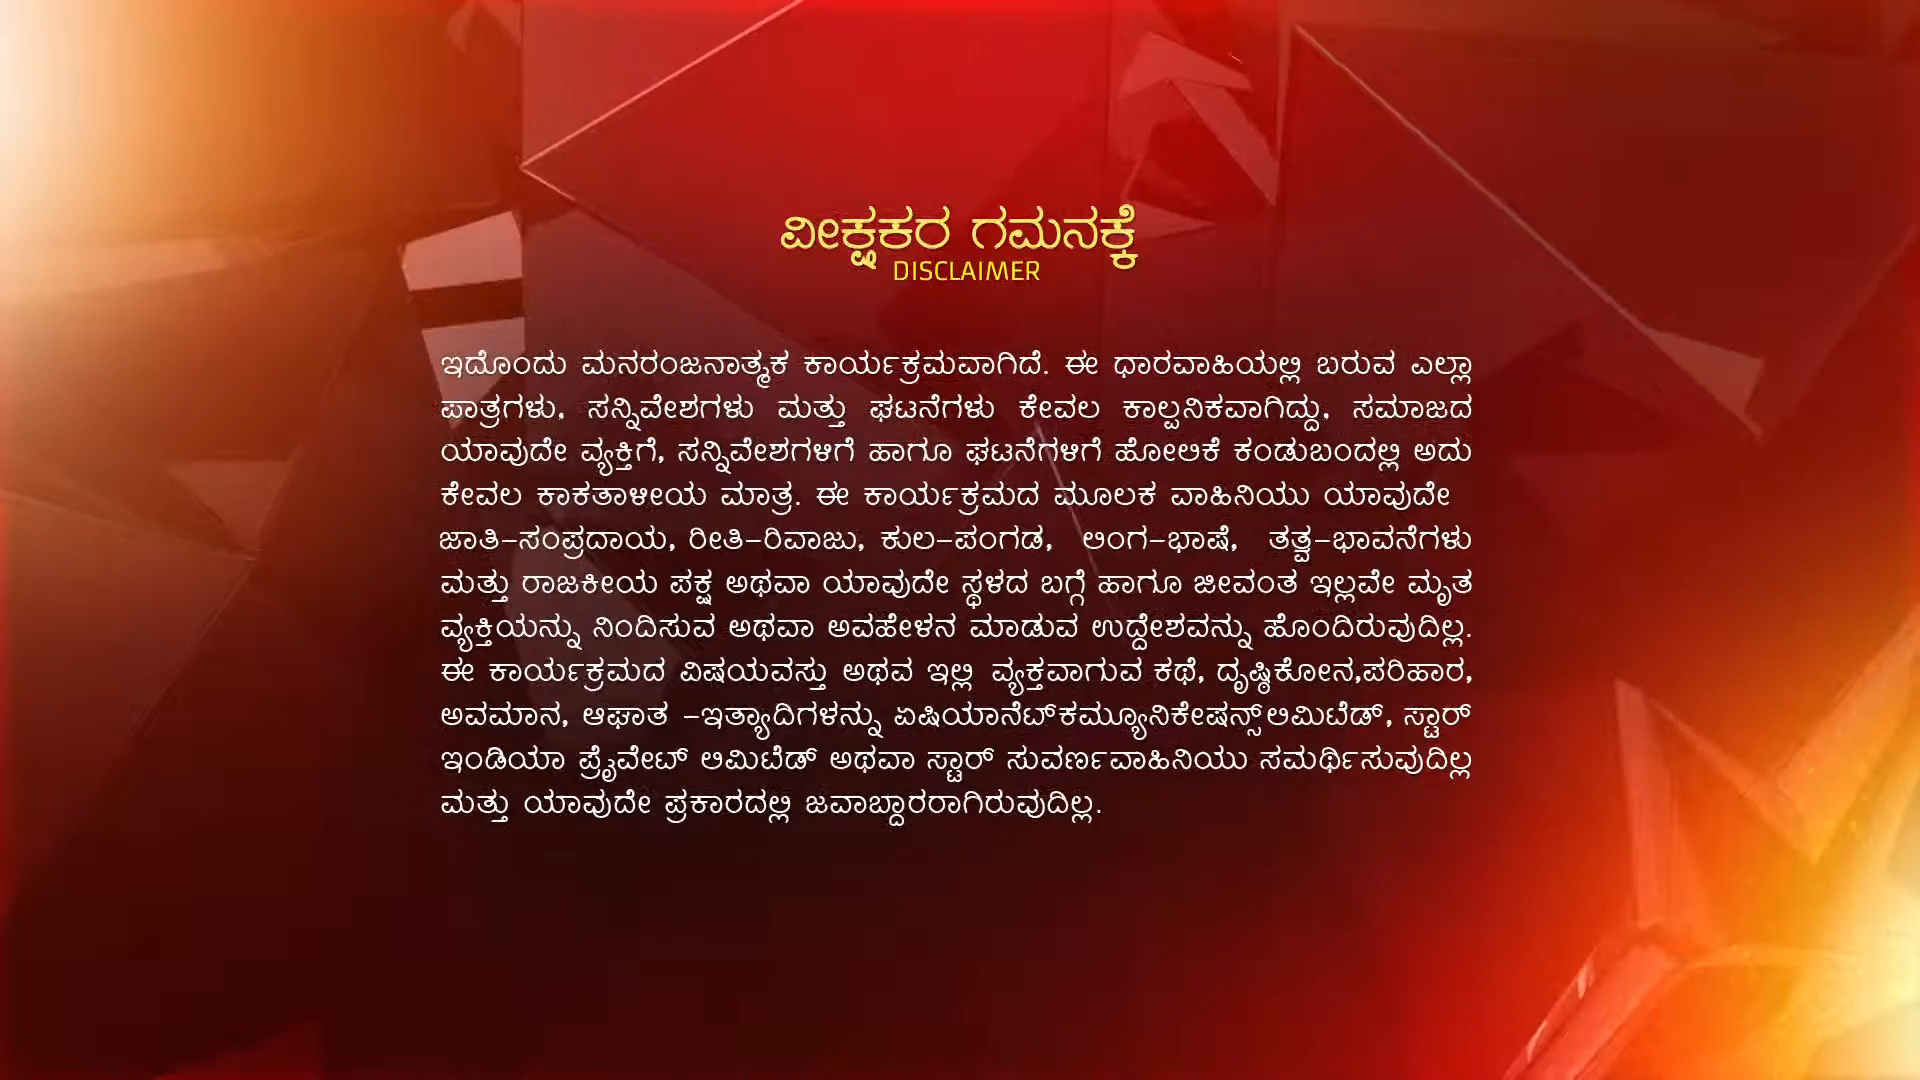 ವೀಕ್ಷಕರ ಗಮನಕ್ಕೆ
DISCLAIMER
ಇದೊಂದು ಮನರಂಜನಾತ್ಮಕ ಕಾರ್ಯಕ್ರಮವಾಗಿದೆ. ಈ ಧಾರವಾಹಿಯಲ್ಲಿ ಬರುವ ಎಲ್ಲಾ
ಪಾತ್ರಗಳು, ಸನ್ನಿವೇಶಗಳು ಮತ್ತು ಘಟನೆಗಳು ಕೇವಲ ಕಾಲ್ಪನಿಕವಾಗಿದ್ದು, ಸಮಾಜದ
ಯಾವುದೇ ವ್ಯಕ್ತಿಗೆ, ಸನ್ನಿವೇಶಗಳಿಗೆ ಹಾಗೂ ಘಟನೆಗಳಿಗೆ ಹೋಲಿಕೆ ಕಂಡುಬಂದಲ್ಲಿ ಅದು
ಕೇವಲ ಕಾಕತಾಳೀಯ ಮಾತ್ರ. ಈ ಕಾರ್ಯಕ್ರಮದ ಮೂಲಕ ವಾಹಿನಿಯು ಯಾವುದೇ
ಜಾತಿ-ಸಂಪ್ರದಾಯ, ರೀತಿ-ರಿವಾಜು, ಕುಲ-ಪಂಗಡ, ಲಿಂಗ-ಭಾಷೆ, ತತ್ವ-ಭಾವನೆಗಳು
ಮತ್ತು ರಾಜಕೀಯ ಪಕ್ಷ ಅಥವಾ ಯಾವುದೇ ಸ್ಥಳದ ಬಗ್ಗೆ ಹಾಗೂ ಜೀವಂತ ಇಲ್ಲವೇ ಮೃತ
ವ್ಯಕ್ತಿಯನ್ನು ನಿಂದಿಸುವ ಅಥವಾ ಅವಹೇಳನ ಮಾಡುವ ಉದ್ದೇಶವನ್ನು ಹೊಂದಿರುವುದಿಲ್ಲ.
ಈ ಕಾರ್ಯಕ್ರಮದ ವಿಷಯವಸ್ತು ಅಥವ ಇಲ್ಲಿ ವ್ಯಕ್ತವಾಗುವ ಕಥೆ, ದೃಷ್ಠಿಕೋನ,ಪರಿಹಾರ,
ಅವಮಾನ, ಆಘಾತ -ಇತ್ಯಾದಿಗಳನ್ನು ಏಷಿಯಾನೆಟ್‌ಕಮ್ಯೂನಿಕೇಷನ್ಸ್‌ಲಿಮಿಟೆಡ್, ಸ್ಟಾರ್
ಇಂಡಿಯಾ ಪ್ರೈವೇಟ್ ಲಿಮಿಟೆಡ್ ಅಥವಾ ಸ್ಟಾರ್ ಸುವರ್ಣವಾಹಿನಿಯು ಸಮರ್ಥಿಸುವುದಿಲ್ಲ
ಮತ್ತು ಯಾವುದೇ ಪ್ರಕಾರದಲ್ಲಿ ಜವಾಬ್ದಾರರಾಗಿರುವುದಿಲ್ಲ.